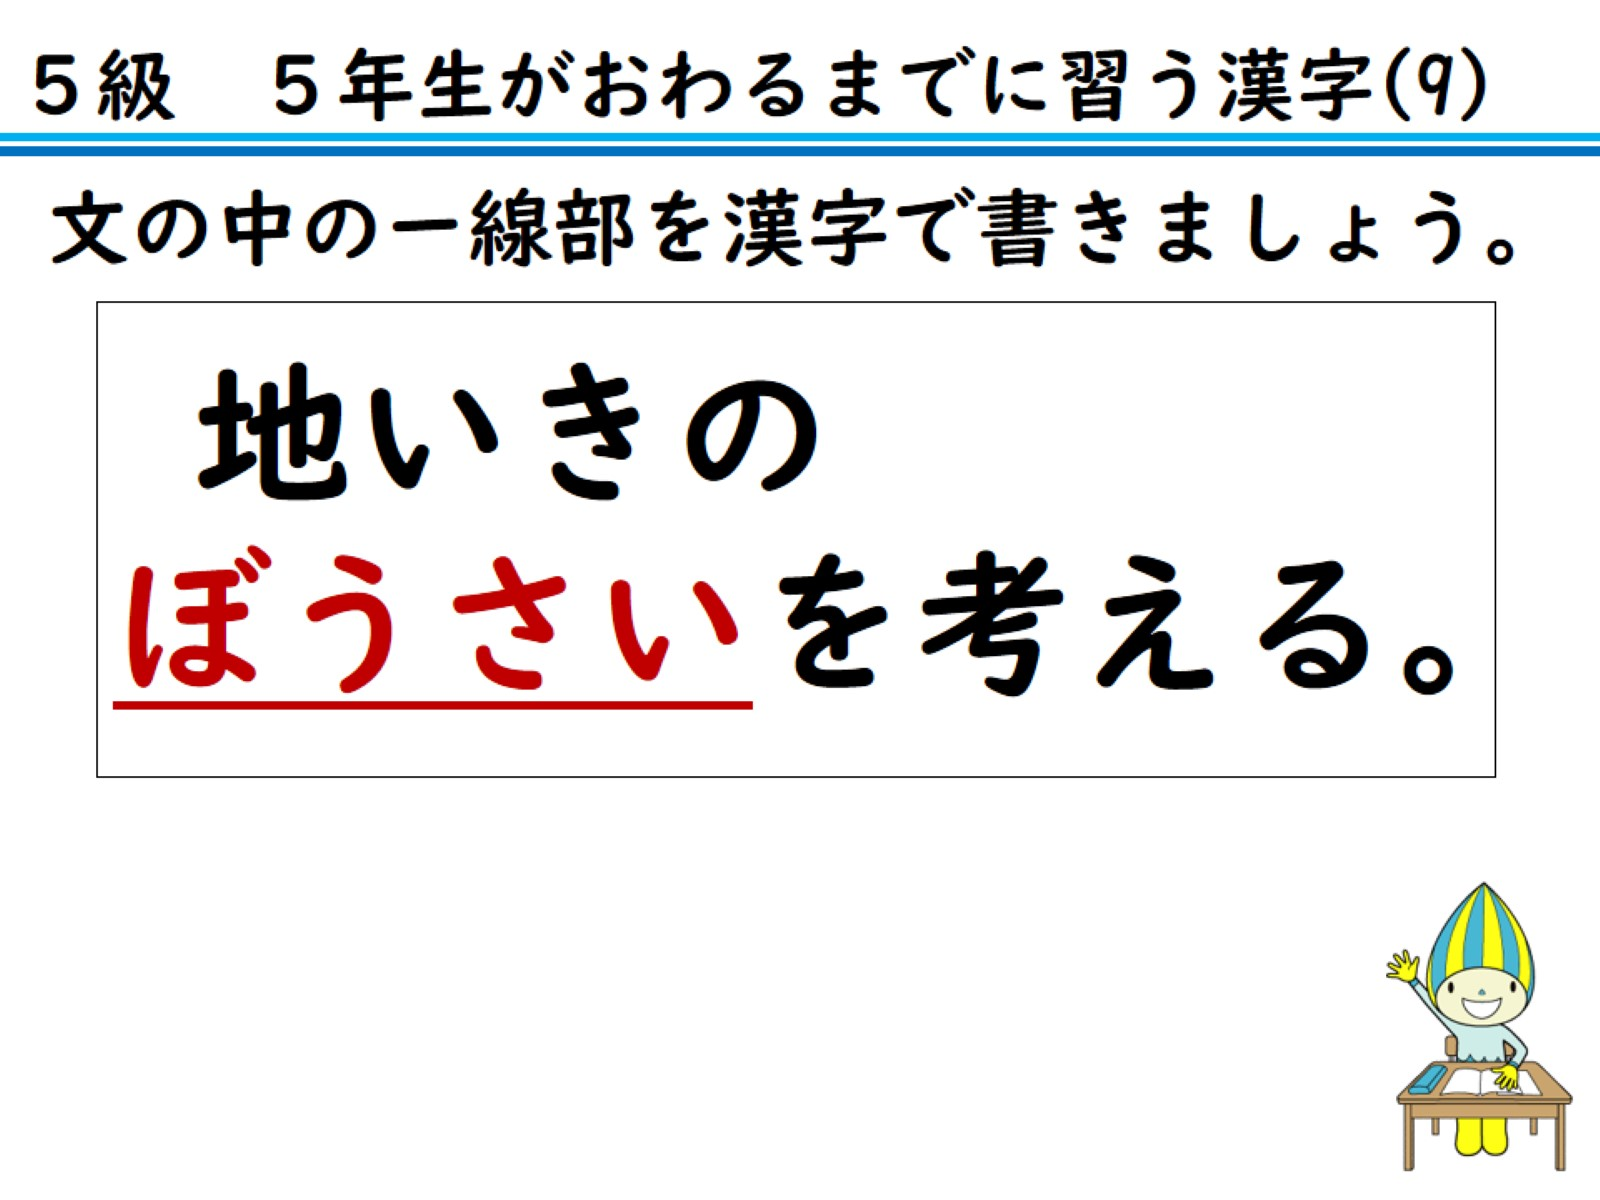 ５級　５年生がおわるまでに習う漢字(9)
文の中の一線部を漢字で書きましょう。
地いきの
ぼうさいを考える。